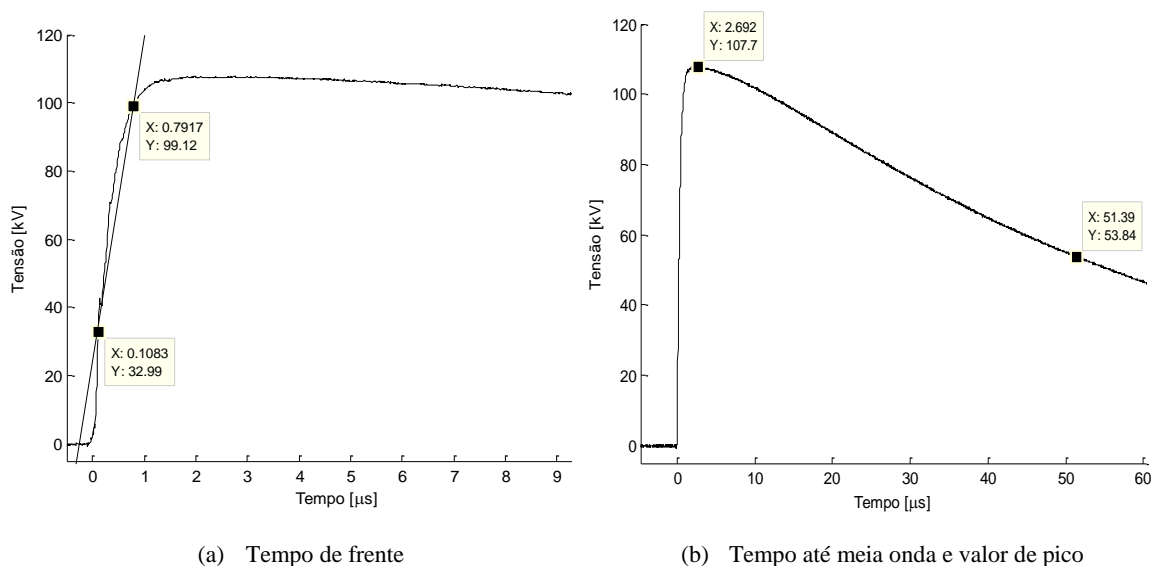 120
100
80
60
40
20
0
Tensão [kV]
X: 0.7917
Y: 99.12
X: 0.1083
Y: 32.99
0 1 2 3 4 5 6 7 8 9
Tempo [μs]
(a) Tempo de frente
120
100
80
60
40
20
0
Tensão [kV]
X: 2.692
Y: 107.7
X: 51.39
Y: 53.84
0 10 20 30 40 50 60
Tempo [μs]
(b) Tempo até meia onda e valor de pico